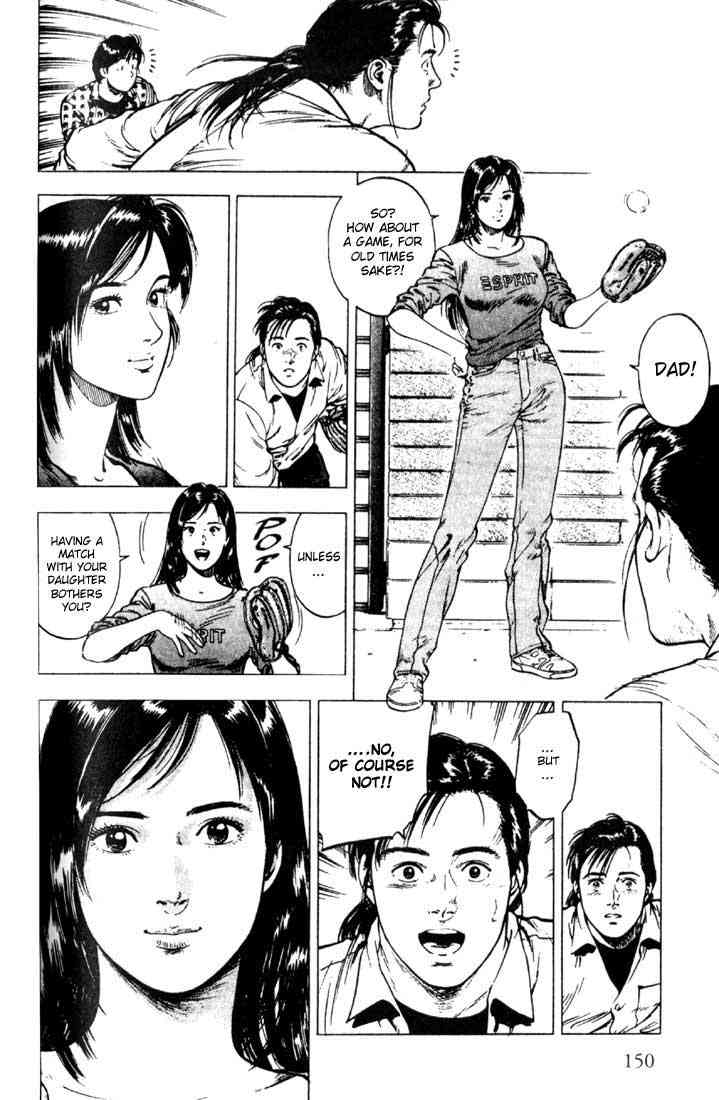 DAD!
SO?
HOW ABOUT
A GAME, FOR
OLD TIMES
SAKE?!
ESPRIT
UNLESS
...
POF
HAVING A
MATCH
WITH YOUR
DAUGHTER
BOTHERS
YOU?
RIT
...
BUT
...
....NO,
OF COURSE
NOT!!
150